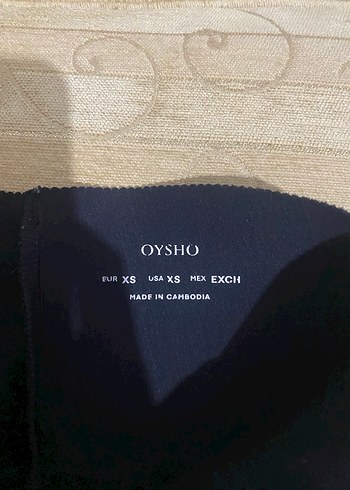 OYSHO
EUR XS USA XS MEX EXCH
MADE IN CAMBODIA